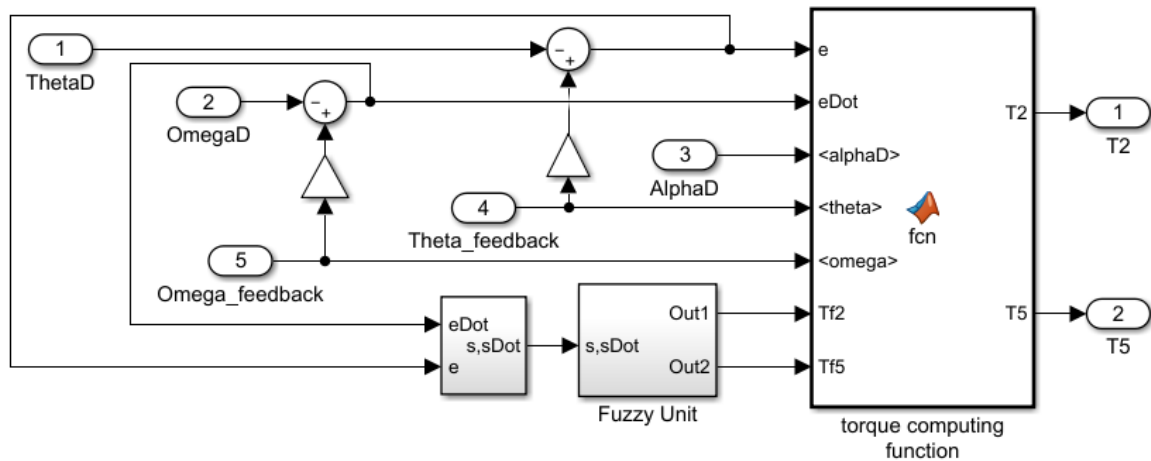 1
ThetaD
−
+
e
2
OmegaD
−
+
eDot
T2
1
T2
3
AlphaD
<alphaD>
4
Theta_feedback
<theta>
fcn
5
Omega_feedback
<omega>
eDot
s,sDot
e
s,sDot
Out1
Out2
Fuzzy Unit
Tf2
Tf5
T5
2
T5
torque computing
function